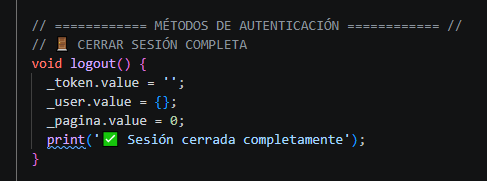 // ============ MÉTODOS DE AUTENTICACIÓN ============ //
// 🚪 CERRAR SESIÓN COMPLETA
void logout() {
  _token.value = '';
  _user.value = {};
  _pagina.value = 0;
  print('✅ Sesión cerrada completamente');
}